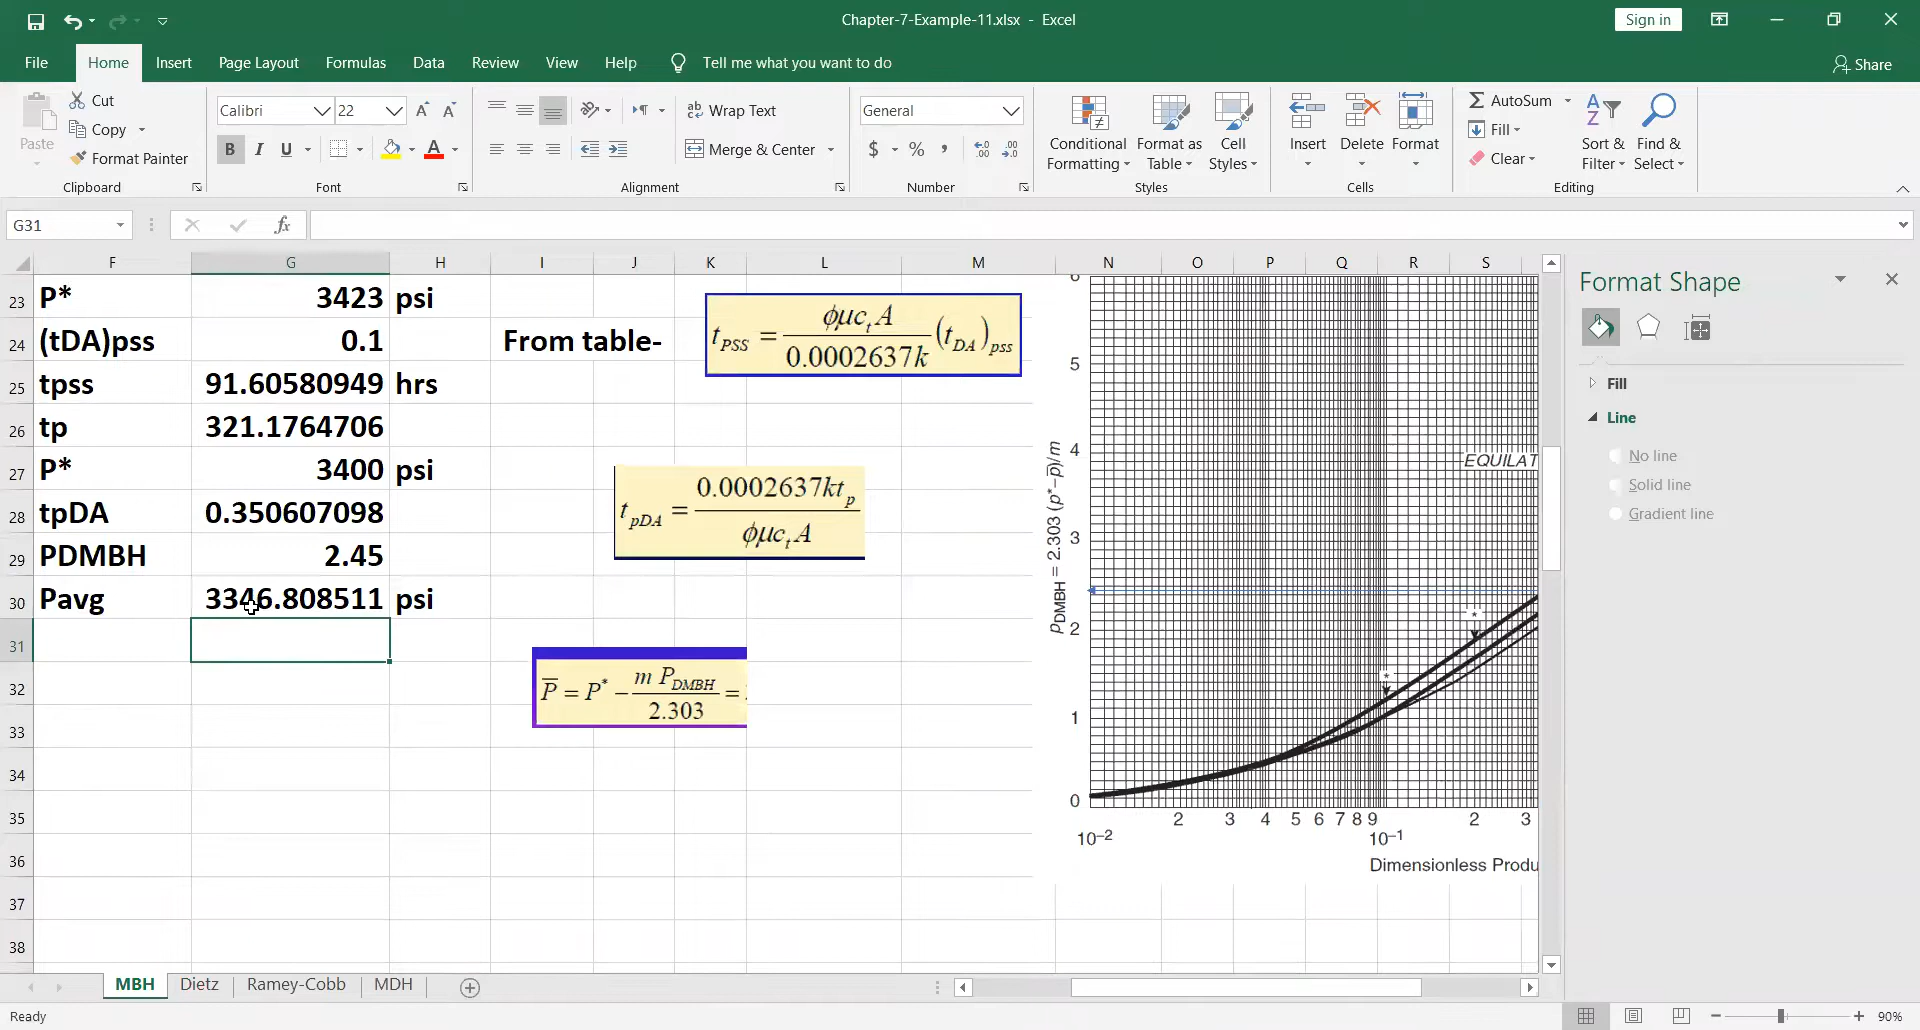 Chapter-7-Example-11.xlsx - Excel
Sign in
File Home Insert Page Layout Formulas Data Review View Help Tell me what you want to do
Share
Paste
Cut
Copy
Format Painter
Clipboard
Calibri 22
B I U
Font
Wrap Text
Merge & Center
Alignment
General
$ % ,
Number
Conditional Formatting
Format as Table
Cell Styles
Styles
Insert
Delete
Format
Cells
AutoSum
Fill
Clear
Sort & Filter
Find & Select
Editing
G31
fx
F G H I J K L M N O P Q R S
23 P* 3423 psi
24 (tDA)pss 0.1 From table-
25 tpss 91.60580949 hrs
26 tp 321.1764706
27 P* 3400 psi
28 tpDA 0.350607098
29 PDMBH 2.45
30 Pavg 3346.808511 psi
31
32
33
34
35
36
37
38
t_PSS = φμc_tA / 0.0002637k (t_DA)_pss
t_pDA = 0.0002637kt_p / φμc_tA
P̅ = P* − m P_DMBH / 2.303 =
6
5
4
3
2
1
0
pDMBH = 2.303 (p*−p̅)/m
EQUILAT
*
*
2 3 4 5 6 7 8 9 2 3
10⁻² 10⁻¹
Dimensionless Produ
Format Shape
Fill
Line
No line
Solid line
Gradient line
MBH Dietz Ramey-Cobb MDH
Ready
90%